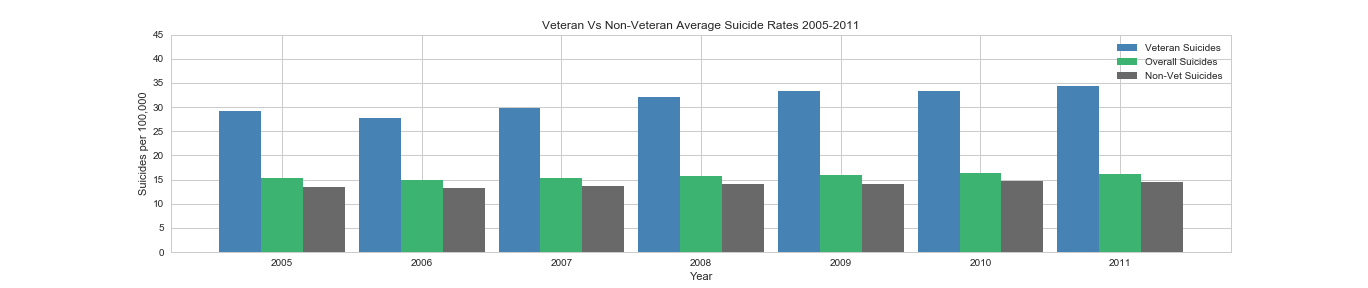 Veteran Vs Non-Veteran Average Suicide Rates 2005-2011
45
40
35
30
25
20
15
10
5
0
Suicides per 100,000
Veteran Suicides
Overall Suicides
Non-Vet Suicides
2005 2006 2007 2008 2009 2010 2011
Year